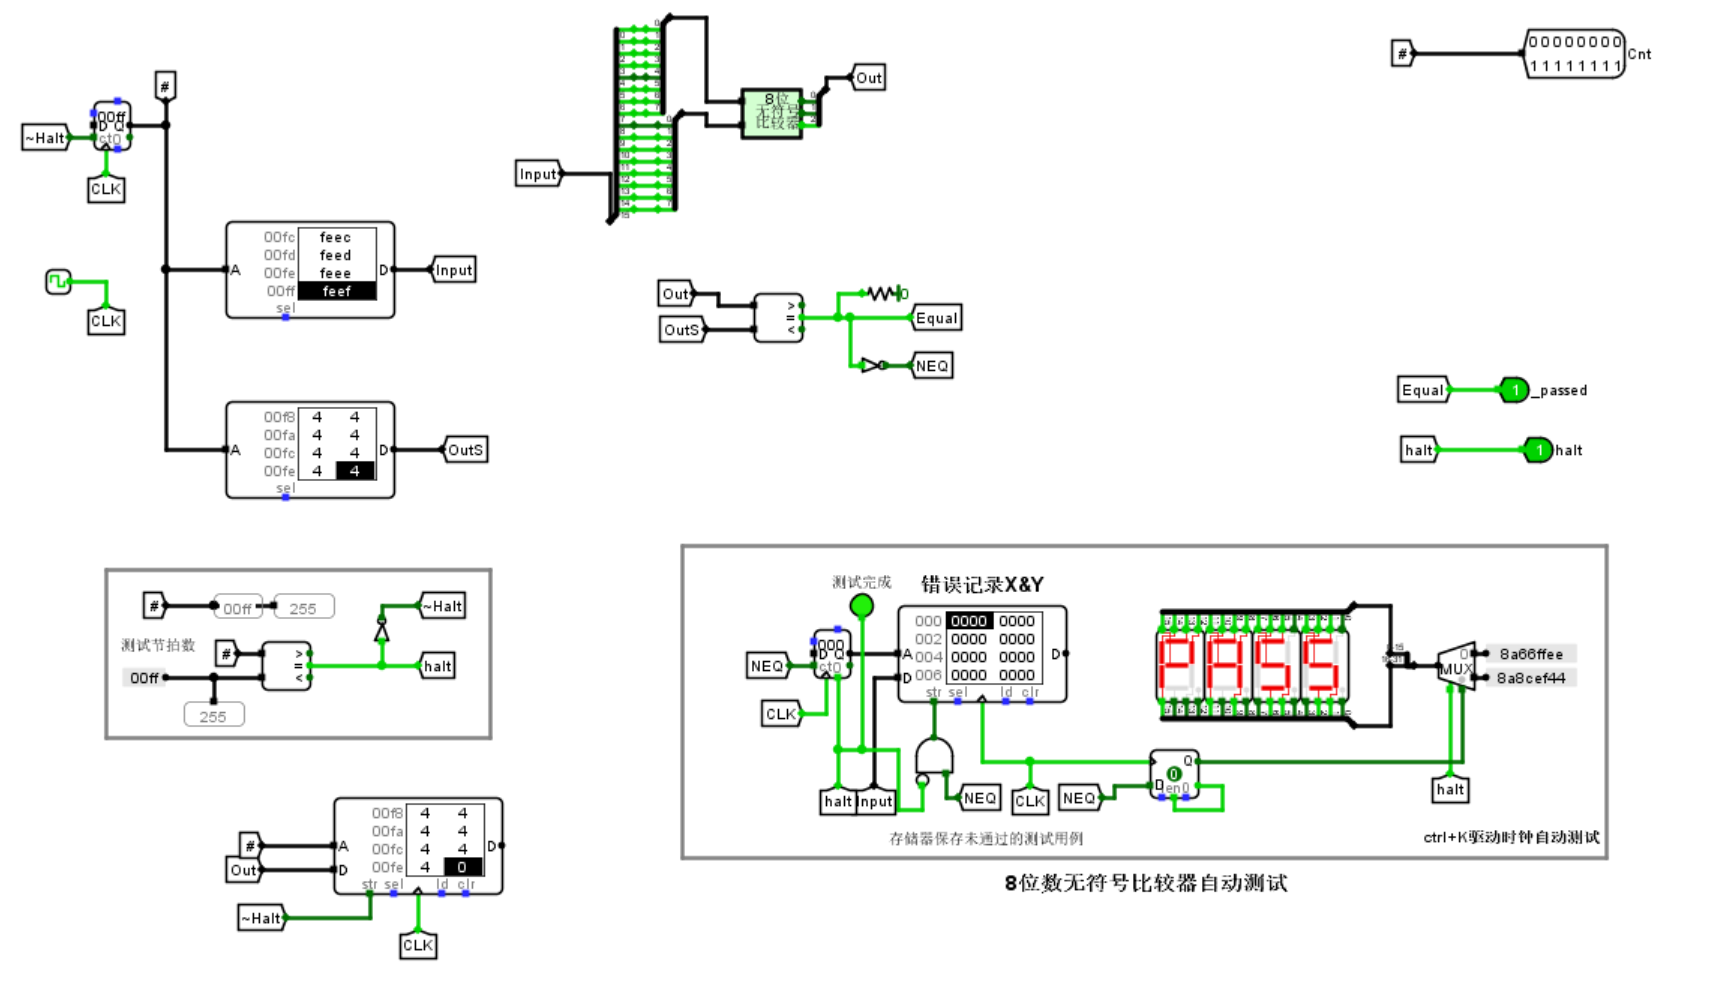 #
00ff
D Q
ct0
~Halt
CLK
CLK
00fc feec
00fd feed
00fe feee
00ff feef
A
D
sel
Input
00f8 4 4
00fa 4 4
00fc 4 4
00fe 4 4
A
D
sel
OutS
Input
8位
无符号
比较器
Out
Out
OutS
>
=
<
0
Equal
NEQ
#
00000000
11111111
Cnt
Equal
1
_passed
halt
1
halt
#
00ff
255
~Halt
测试节拍数
#
00ff
255
>
=
<
halt
#
Out
~Halt
00f8 4 4
00fa 4 4
00fc 4 4
00fe 4 0
A
D
D
str sel ld clr
CLK
测试完成
错误记录X&Y
NEQ
000
D Q
ct0
CLK
000 0000 0000
002 0000 0000
004 0000 0000
006 0000 0000
A
D
D
str sel ld clr
halt
Input
NEQ
CLK
NEQ
D
Q
0
en0
PASS
MUX
0
8a66ffee
8a8cef44
halt
存储器保存未通过的测试用例
ctrl+K驱动时钟自动测试
8位数无符号比较器自动测试